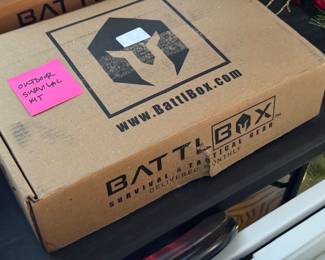 OUTDOOR
SURVIVAL
KIT
www.BattlBox.com
BATTLBOX
SURVIVAL & TACTICAL GEAR
DELIVERED MONTHLY